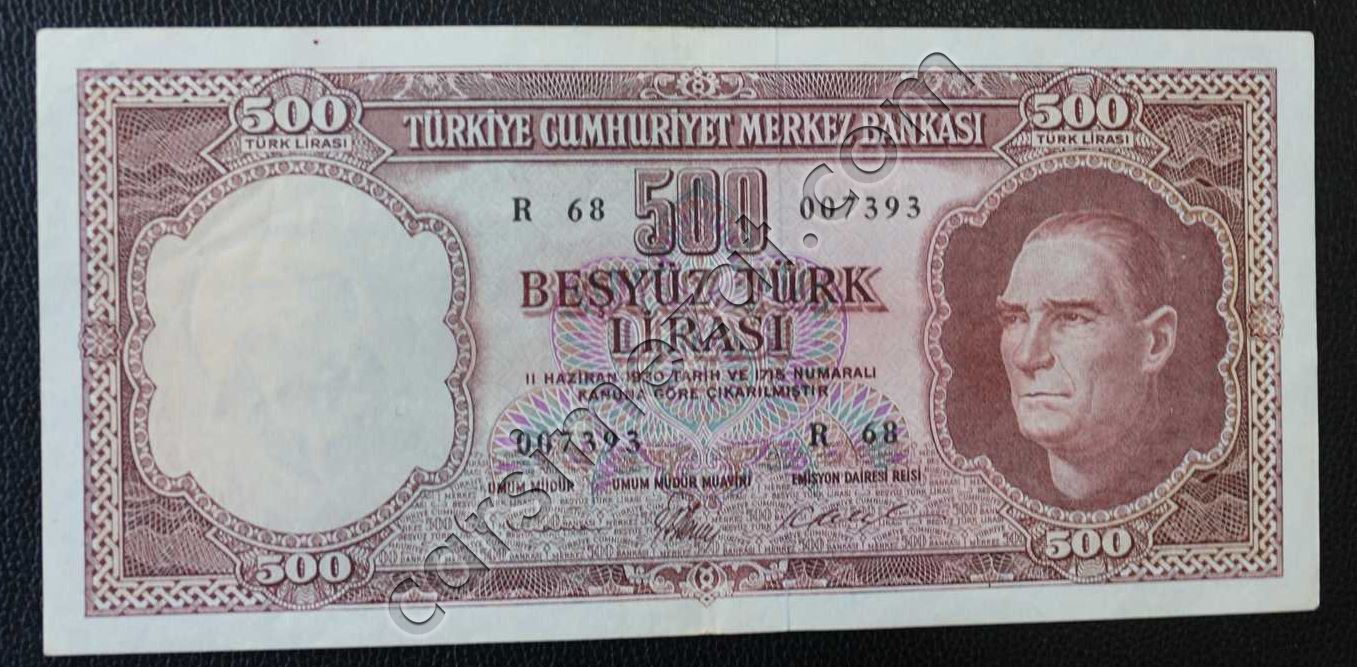 500 500
TÜRK LİRASI TÜRK LİRASI
TÜRKİYE CUMHURİYET MERKEZ BANKASI
R 68 500 007393
BEŞYÜZ TÜRK
LİRASI
11 HAZİRAN 1930 TARİH VE 1715 NUMARALI
KANUNA GÖRE ÇIKARILMIŞTIR
007393 R 68
UMUM MÜDÜR UMUM MÜDÜR MUAVİNİ EMİSYON DAİRESİ REİSİ
500 500
carsimezat.com